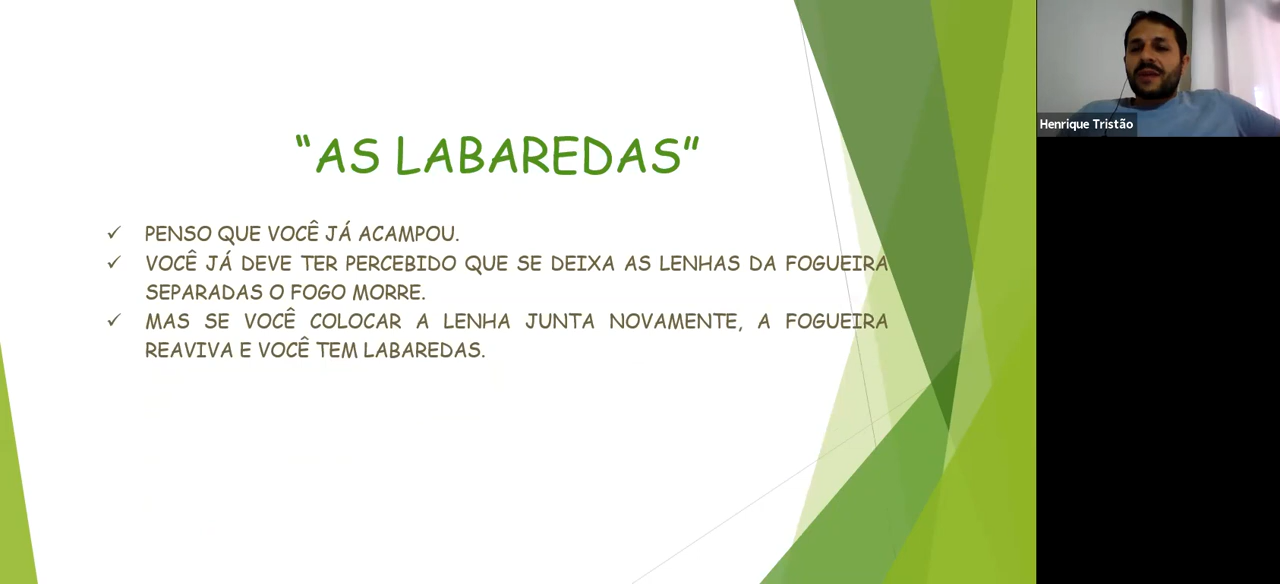 “AS LABAREDAS”
PENSO QUE VOCÊ JÁ ACAMPOU.
VOCÊ JÁ DEVE TER PERCEBIDO QUE SE DEIXA AS LENHAS DA FOGUEIRA
SEPARADAS O FOGO MORRE.
MAS SE VOCÊ COLOCAR A LENHA JUNTA NOVAMENTE, A FOGUEIRA
REAVIVA E VOCÊ TEM LABAREDAS.
Henrique Tristão